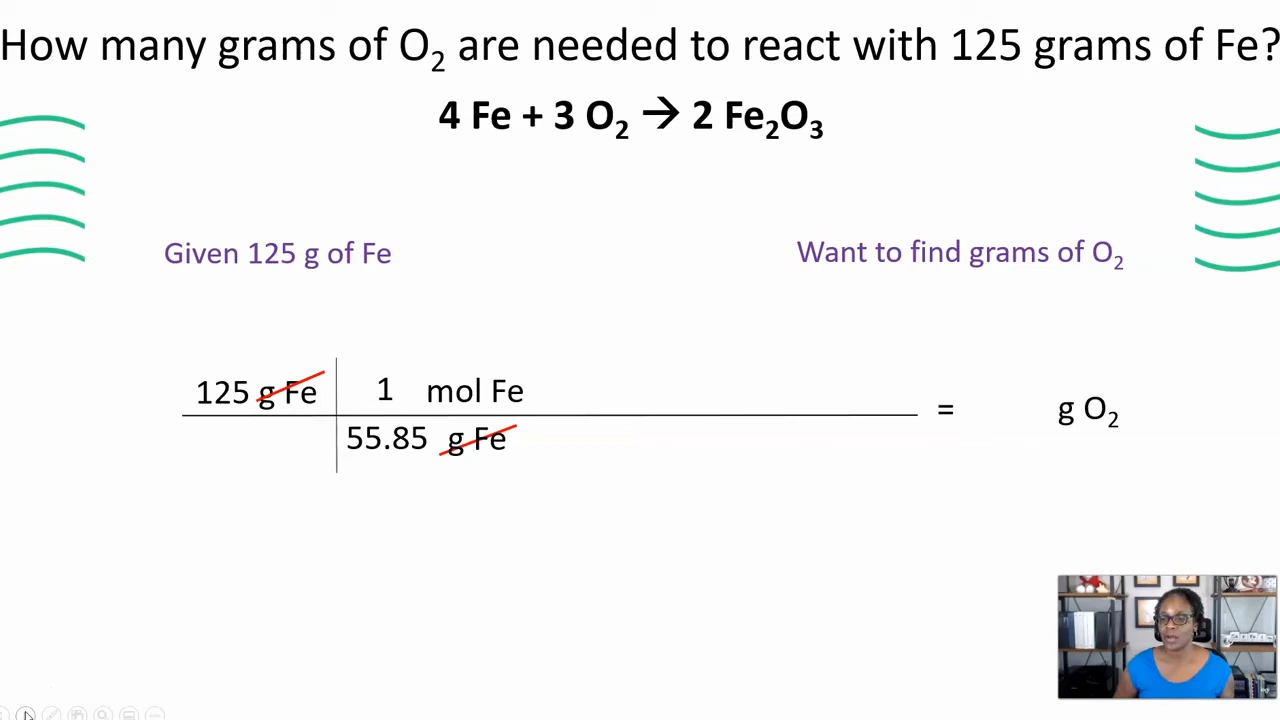 How many grams of O₂ are needed to react with 125 grams of Fe?
4 Fe + 3 O₂ → 2 Fe₂O₃
Given 125 g of Fe
Want to find grams of O₂
125 g Fe 1 mol Fe
= g O₂
55.85 g Fe